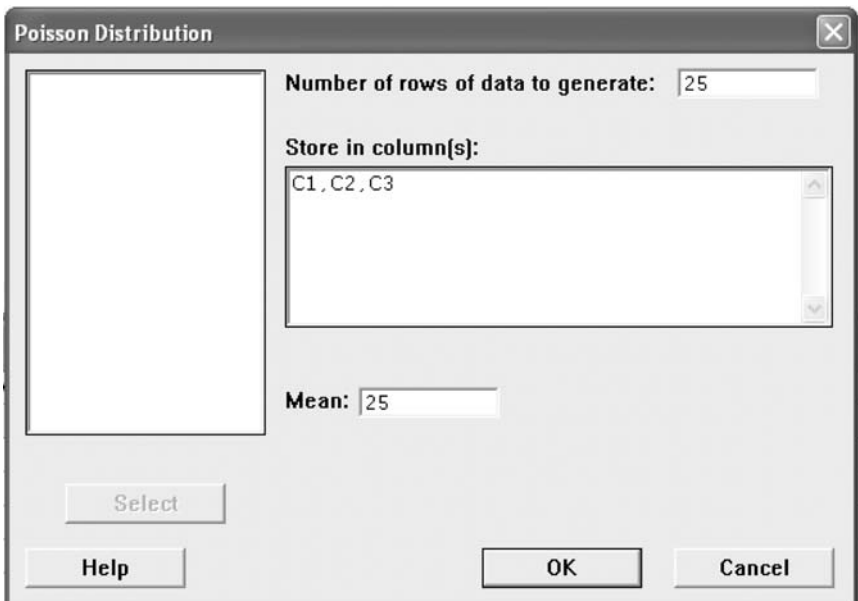 Poisson Distribution
Number of rows of data to generate: 25
Store in column(s):
C1,C2,C3
Mean: 25
Select
Help OK Cancel